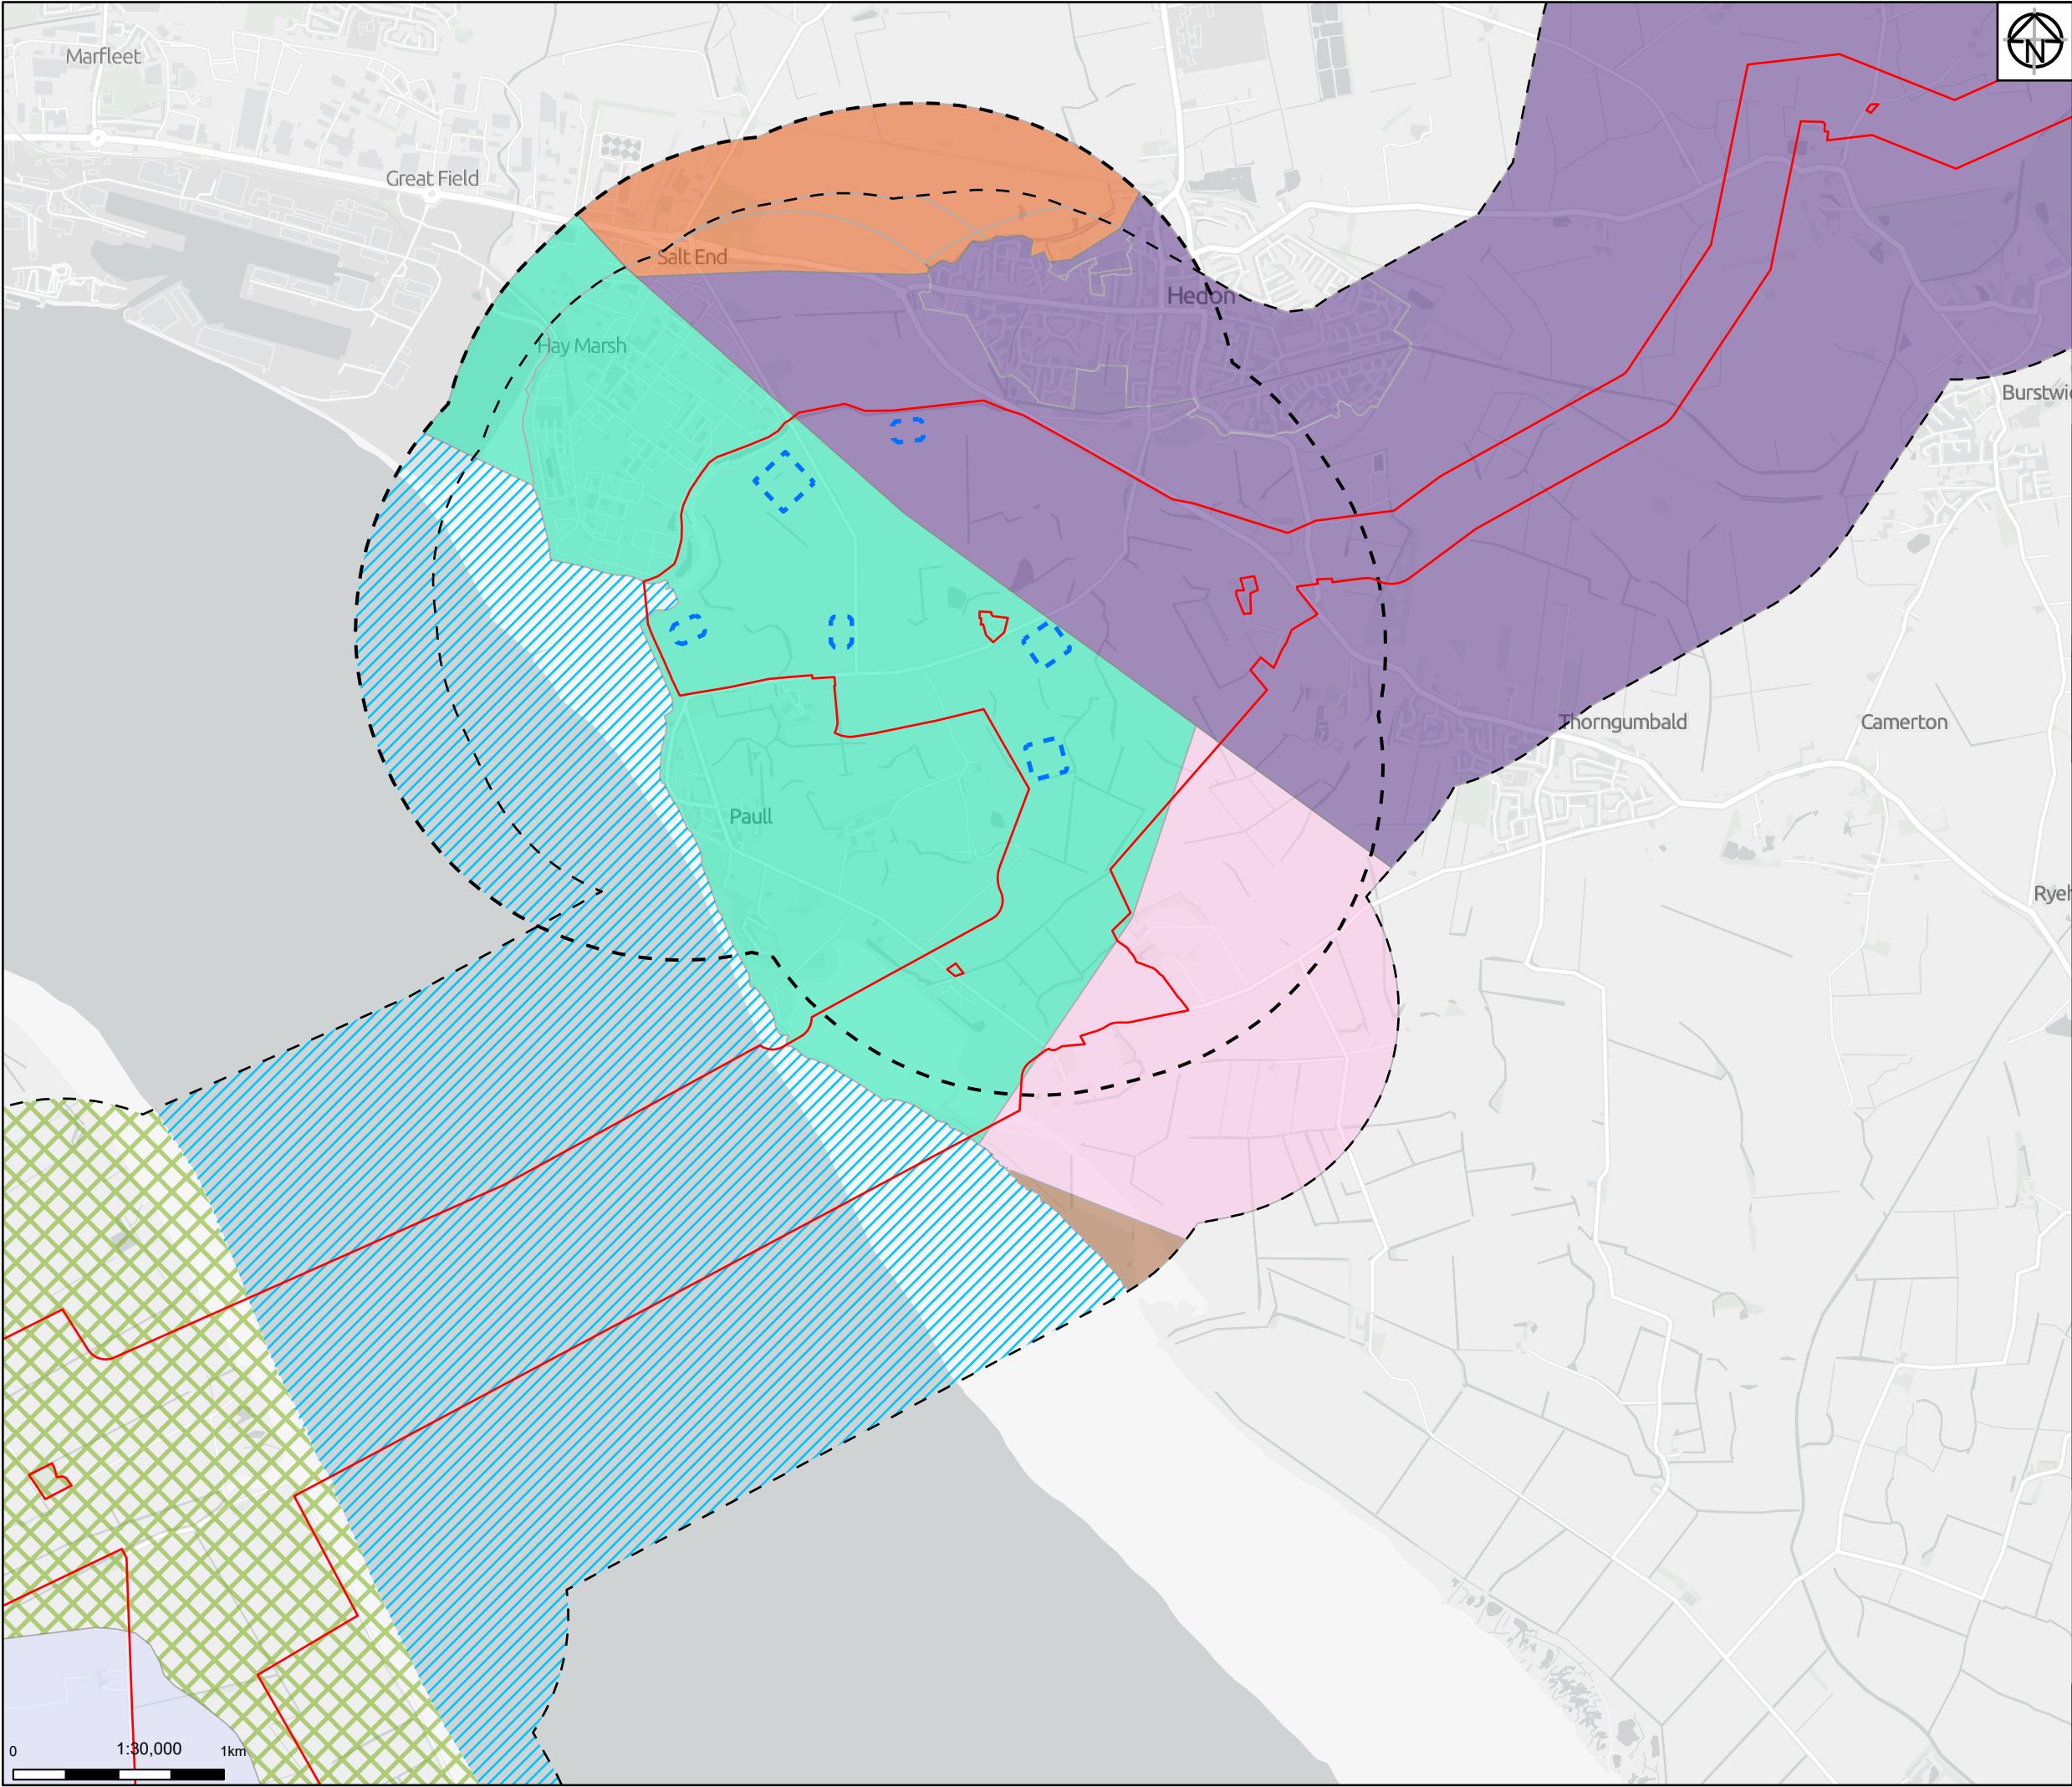 Marfleet
N
Great Field
Salt End
Hedon
Hay Marsh
Burstwi
Thorngumbald
Camerton
Paull
Ryeh
0
1:30,000
1km